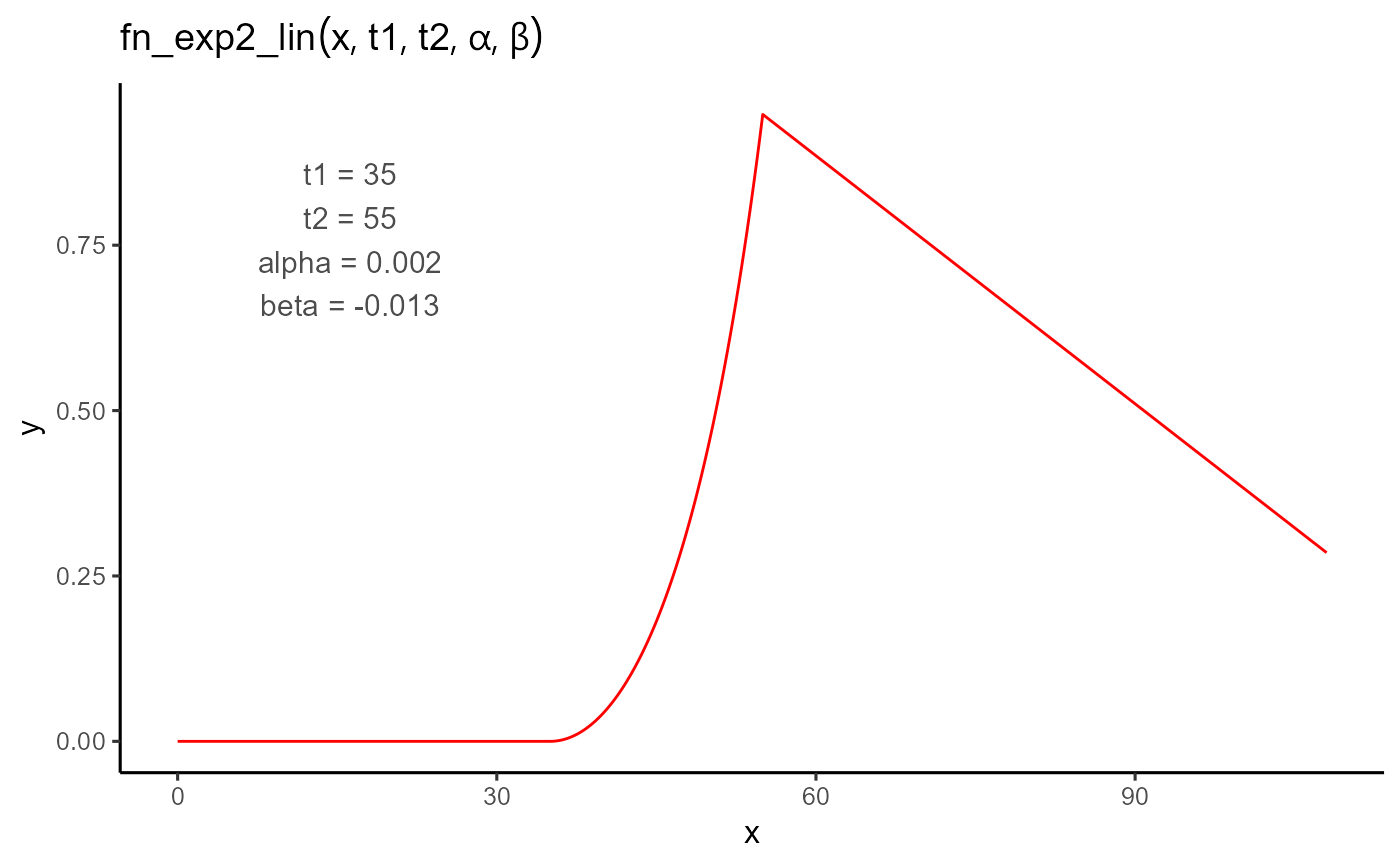 fn_exp2_lin(x, t1, t2, α, β)
t1 = 35
t2 = 55
alpha = 0.002
beta = -0.013
0.75
0.50
0.25
0.00
y
0 30 60 90
x